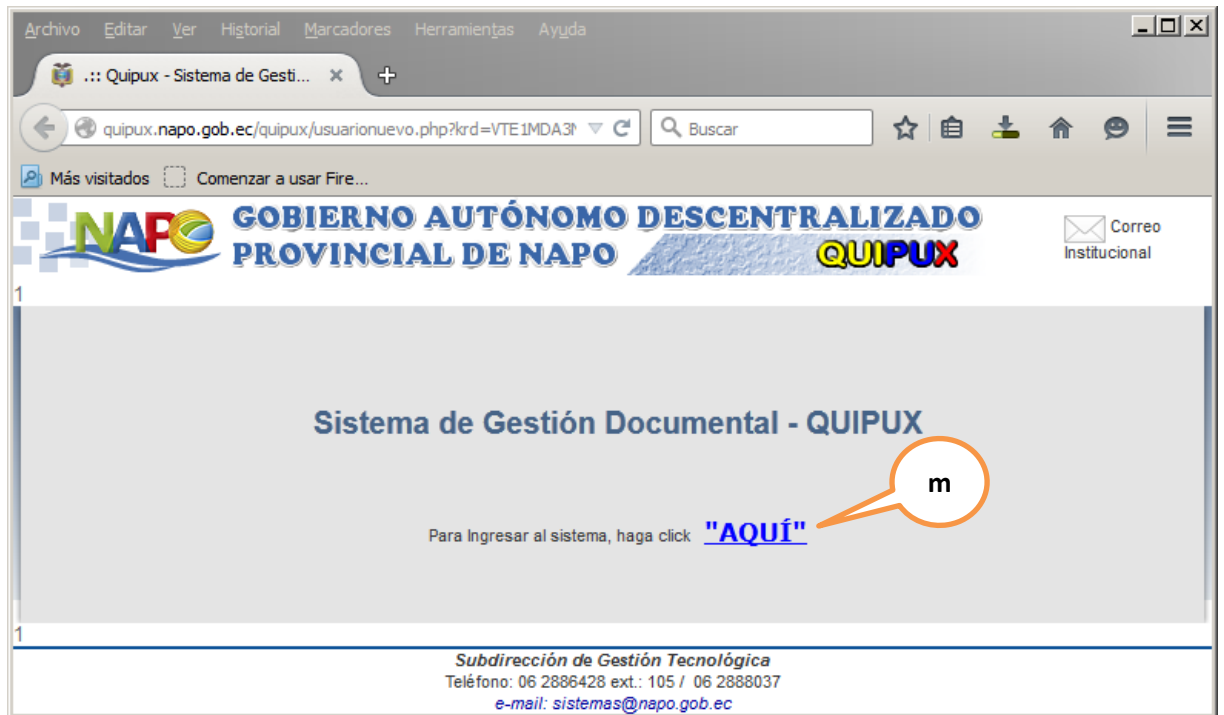 Archivo Editar Ver Historial Marcadores Herramientas Ayuda
.:: Quipux - Sistema de Gesti...
quipux.napo.gob.ec/quipux/usuarionuevo.php?krd=VTE1MDA3
Buscar
Más visitados Comenzar a usar Fire...
NAPO
GOBIERNO AUTÓNOMO DESCENTRALIZADO
PROVINCIAL DE NAPO
QUIPUX
Correo
Institucional
1
Sistema de Gestión Documental - QUIPUX
m
Para Ingresar al sistema, haga click "AQUÍ"
1
Subdirección de Gestión Tecnológica
Teléfono: 06 2886428 ext.: 105 / 06 2888037
e-mail: sistemas@napo.gob.ec